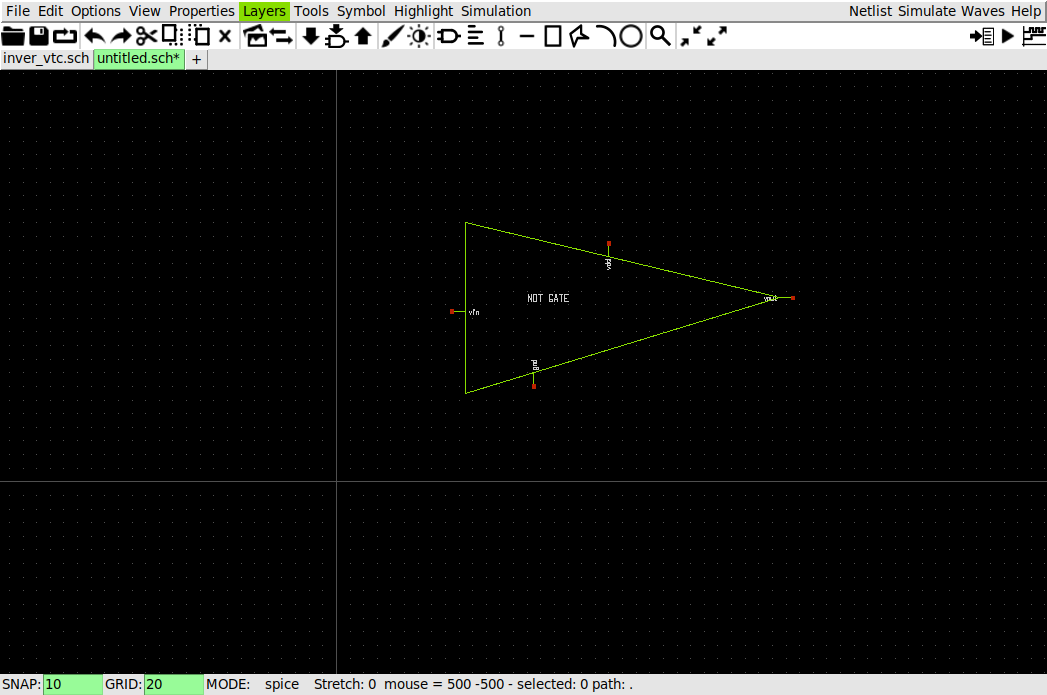 File Edit Options View Properties Layers Tools Symbol Highlight Simulation Netlist Simulate Waves Help
inver_vtc.sch untitled.sch* +
vdd
NOT GATE
vout
vin
gnd
SNAP: 10 GRID: 20 MODE: spice Stretch: 0 mouse = 500 -500 - selected: 0 path: .